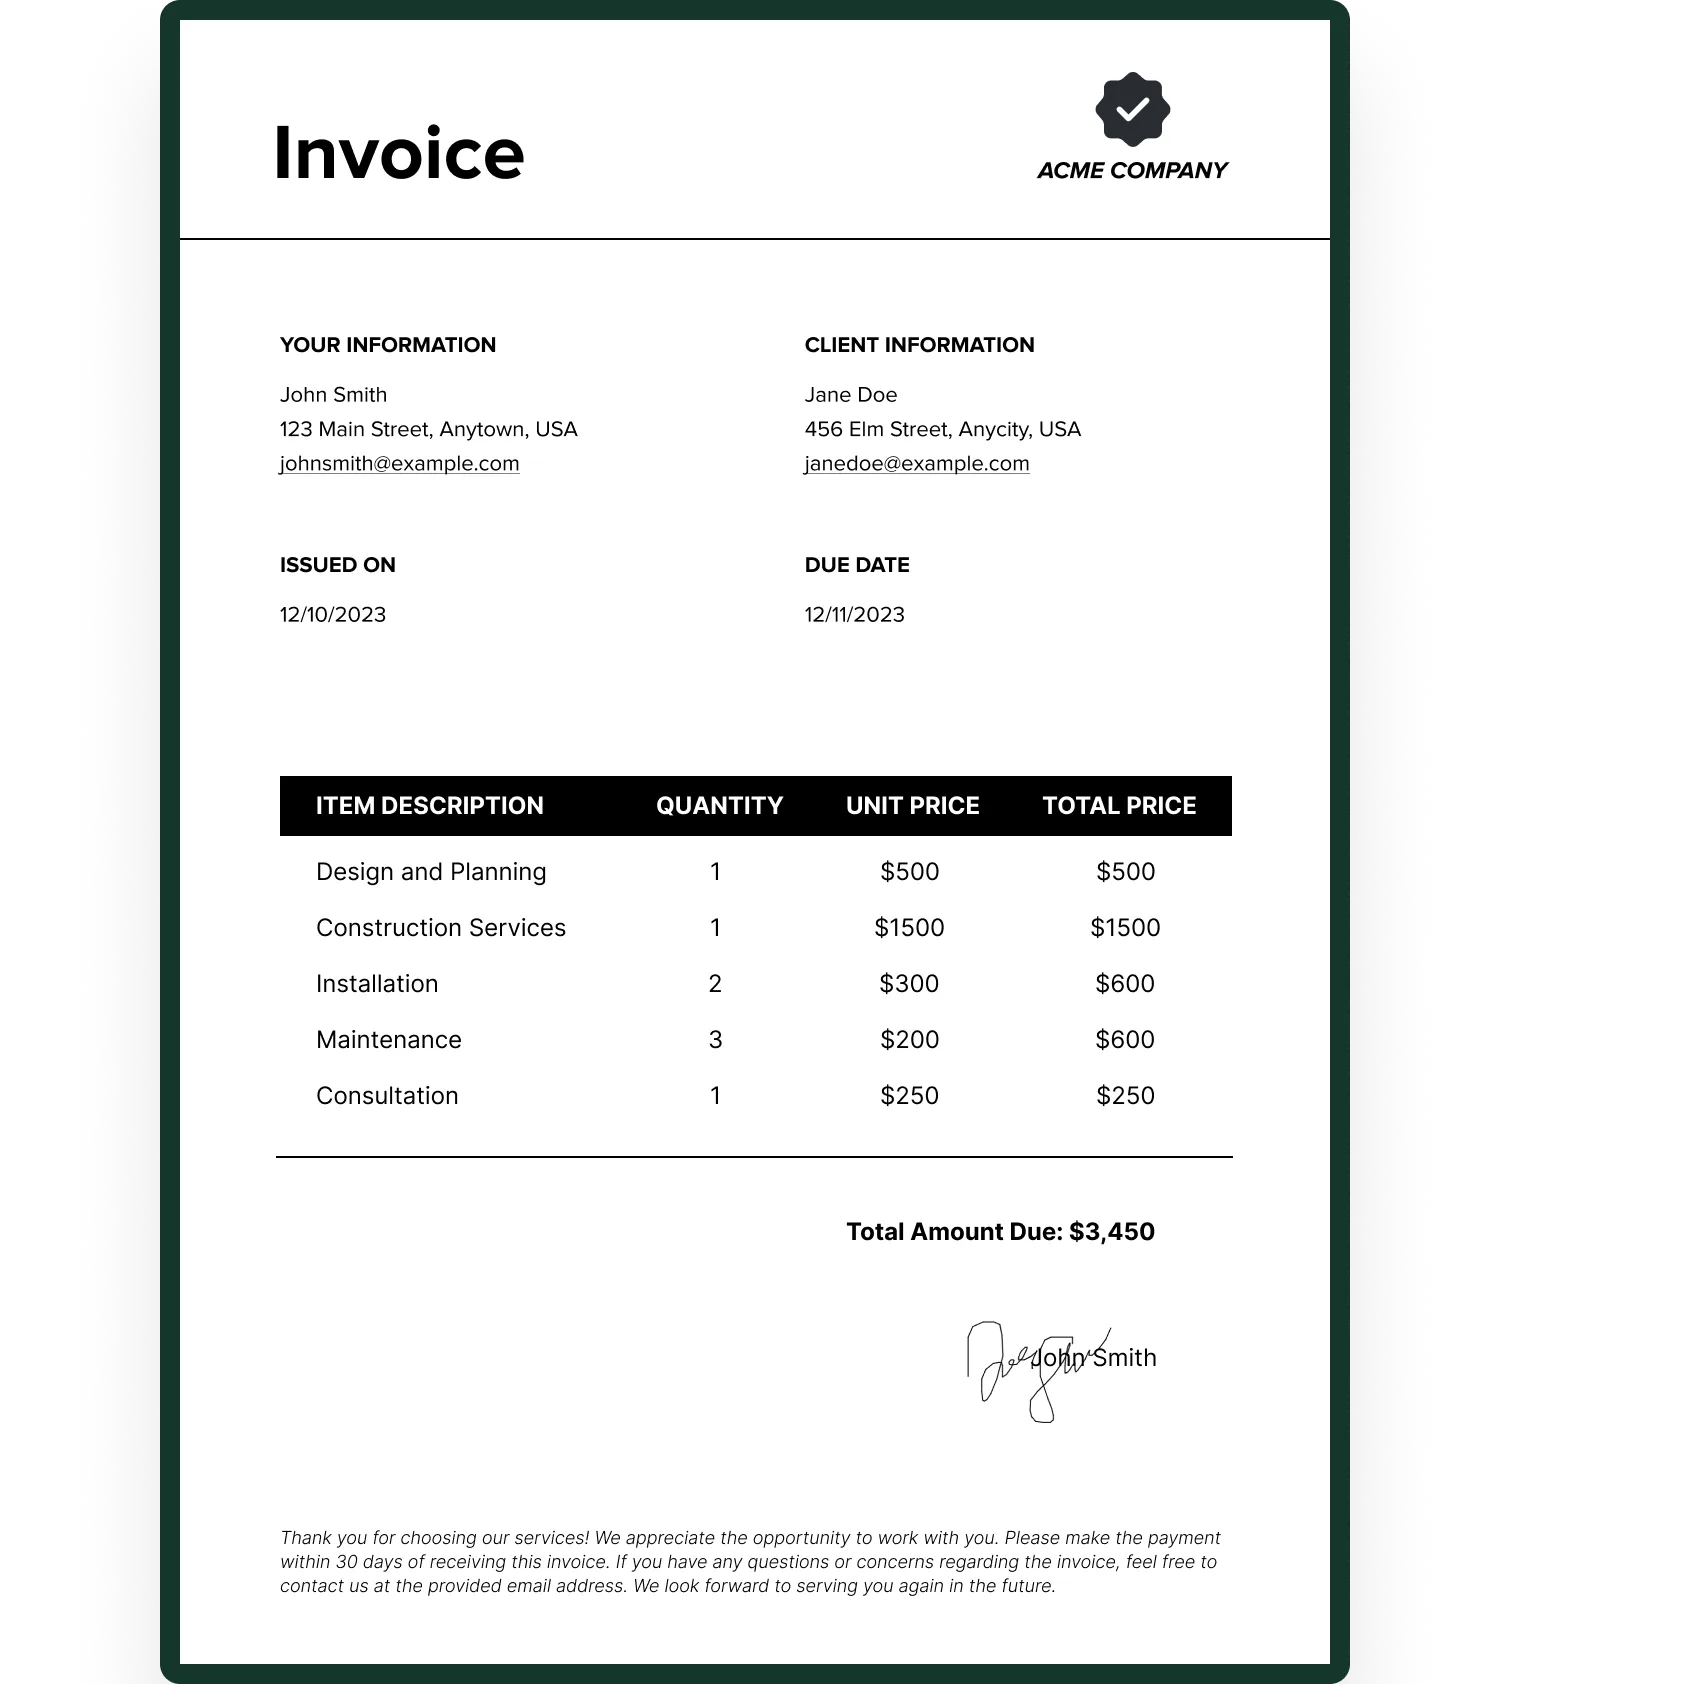 Invoice
ACME COMPANY
YOUR INFORMATION
John Smith
123 Main Street, Anytown, USA
johnsmith@example.com
CLIENT INFORMATION
Jane Doe
456 Elm Street, Anycity, USA
janedoe@example.com
ISSUED ON
12/10/2023
DUE DATE
12/11/2023
ITEM DESCRIPTION QUANTITY UNIT PRICE TOTAL PRICE
Design and Planning 1 $500 $500
Construction Services 1 $1500 $1500
Installation 2 $300 $600
Maintenance 3 $200 $600
Consultation 1 $250 $250
Total Amount Due: $3,450
John Smith
Thank you for choosing our services! We appreciate the opportunity to work with you. Please make the payment
within 30 days of receiving this invoice. If you have any questions or concerns regarding the invoice, feel free to
contact us at the provided email address. We look forward to serving you again in the future.